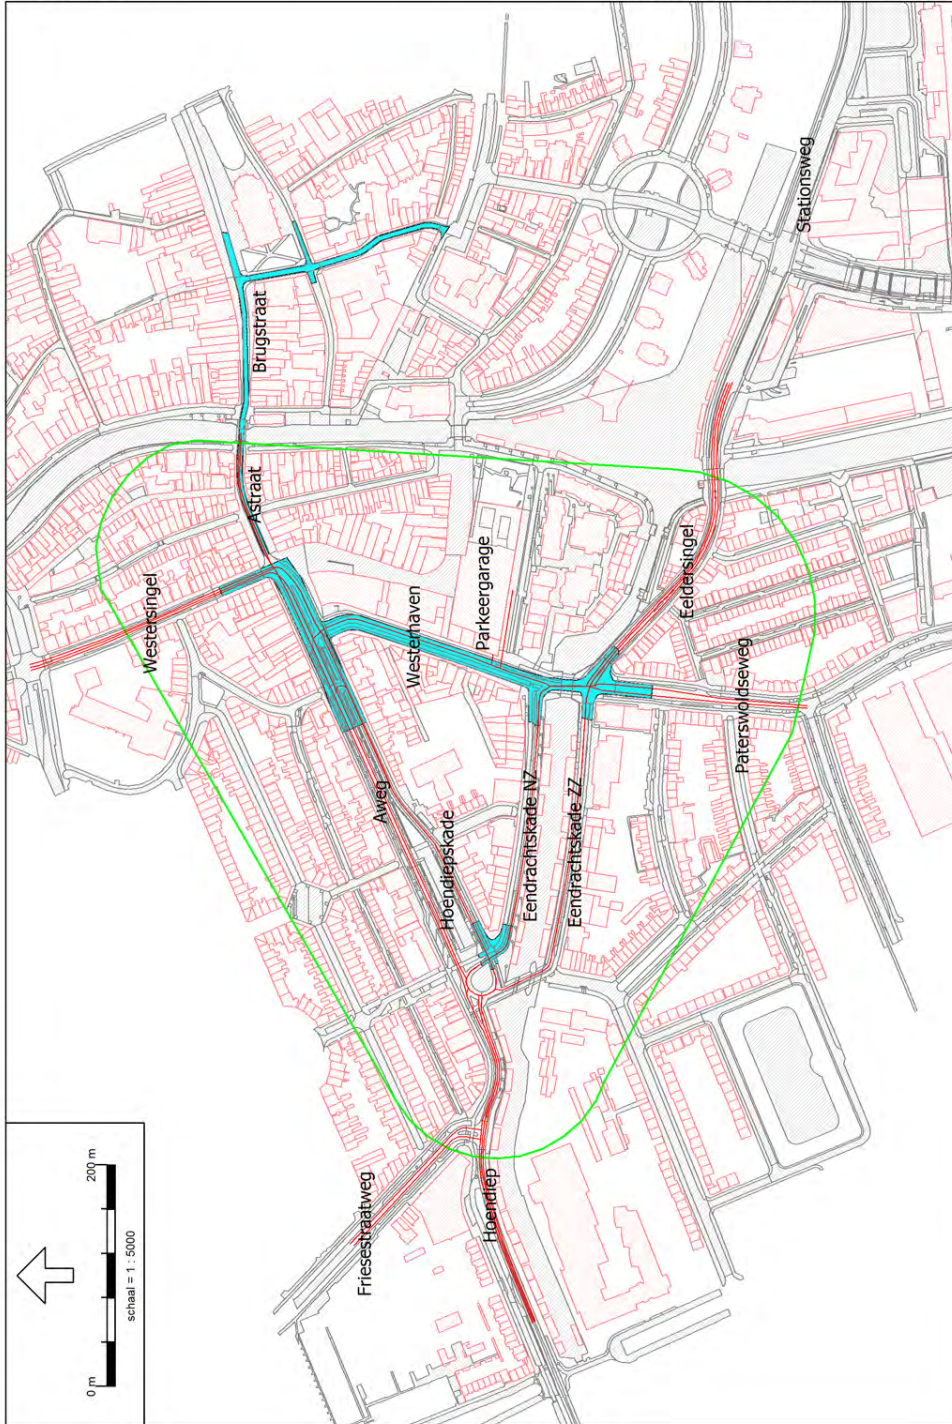 Friesestraatweg
Hoendiep
Aweg
Hoendiepskade
Eendrachtskade NZ
Eendrachtskade ZZ
Westersingel
Westerhaven
Parkeergarage
Paterswoldseweg
Eeldersingel
Astraat
Brugstraat
Stationsweg
0 m
200 m
schaal = 1 : 5000